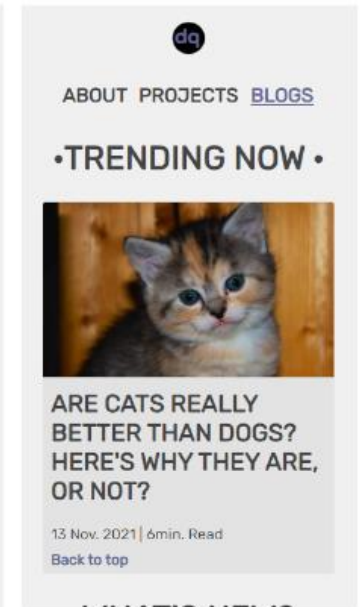 dq
ABOUT PROJECTS BLOGS
•TRENDING NOW •
ARE CATS REALLY
BETTER THAN DOGS?
HERE'S WHY THEY ARE,
OR NOT?
13 Nov. 2021| 6min. Read
Back to top